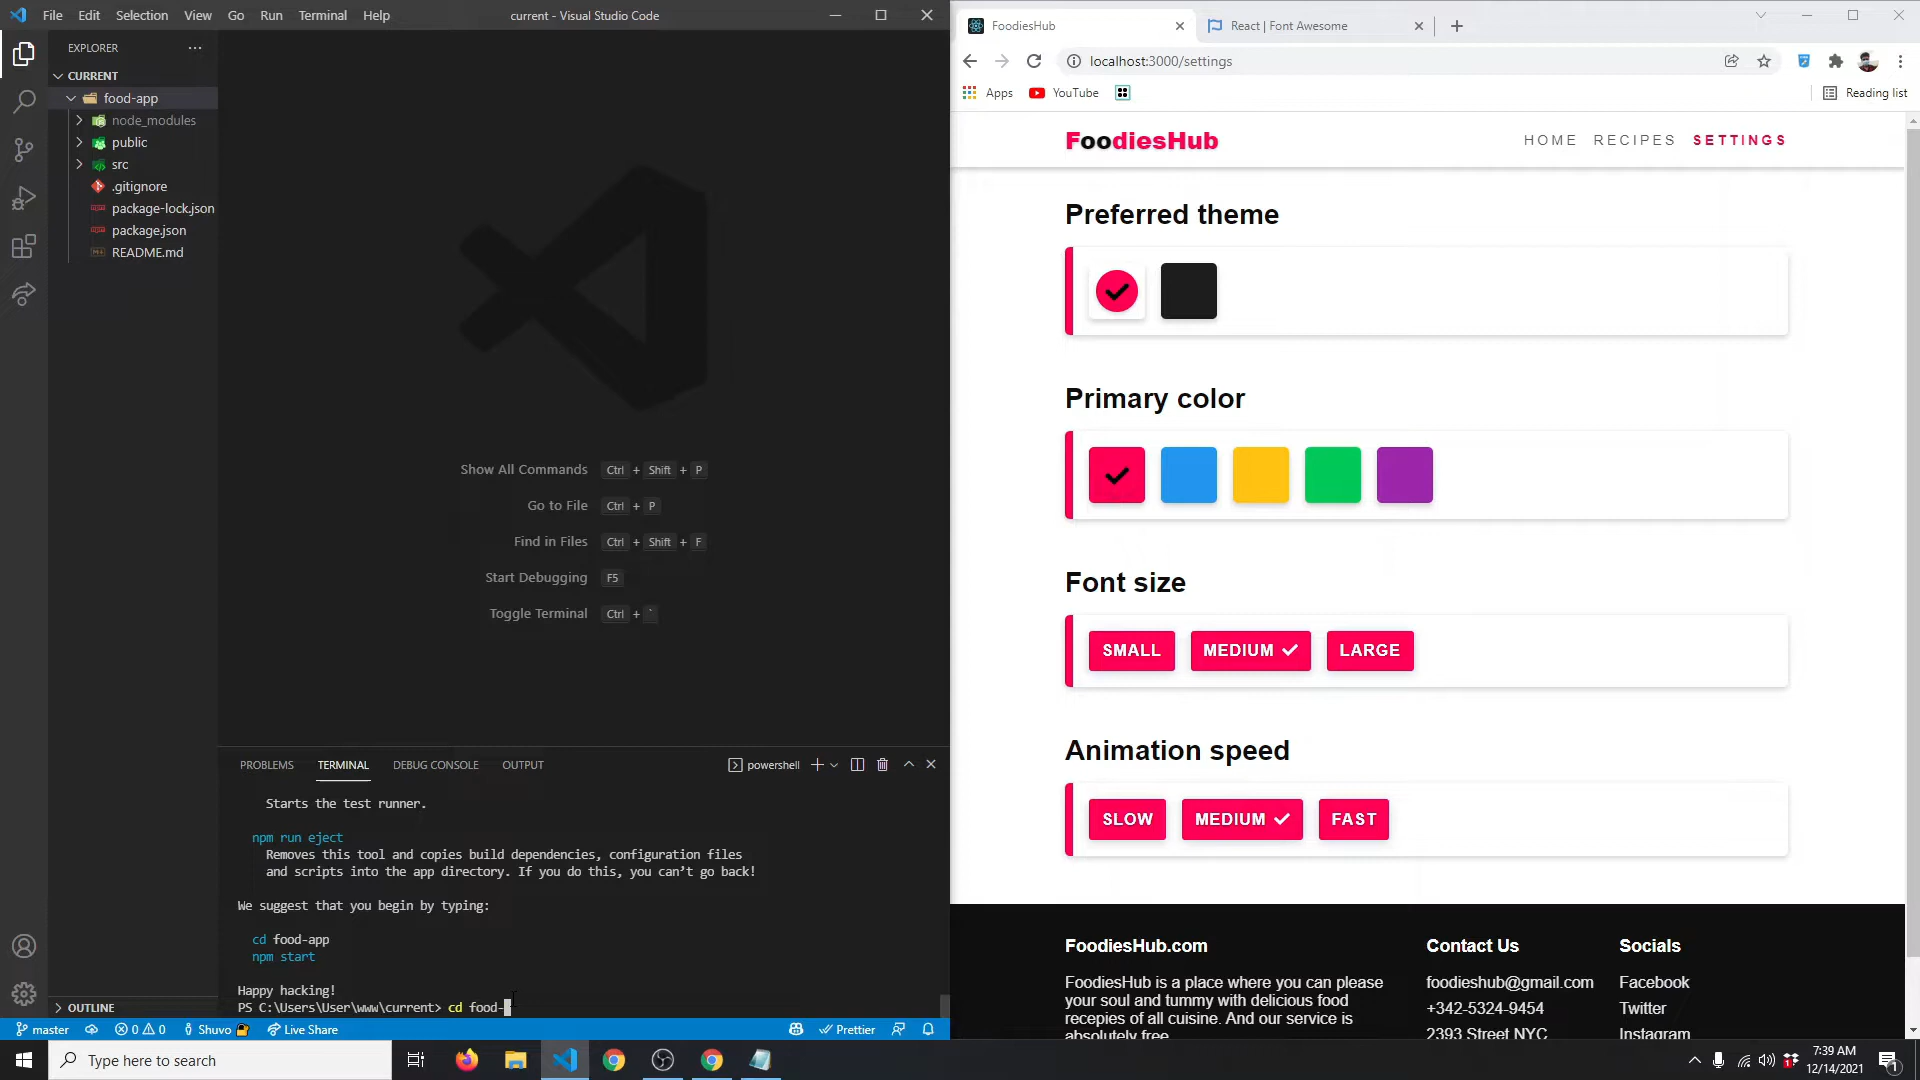 File Edit Selection View Go Run Terminal Help
current - Visual Studio Code
EXPLORER
CURRENT
food-app
node_modules
public
src
.gitignore
package-lock.json
package.json
README.md
OUTLINE
Show All Commands Ctrl + Shift + P
Go to File Ctrl + P
Find in Files Ctrl + Shift + F
Start Debugging F5
Toggle Terminal Ctrl + `
PROBLEMS TERMINAL DEBUG CONSOLE OUTPUT
powershell
Starts the test runner.
npm run eject
Removes this tool and copies build dependencies, configuration files
and scripts into the app directory. If you do this, you can’t go back!
We suggest that you begin by typing:
cd food-app
npm start
Happy hacking!
PS C:\Users\User\www\current> cd food-
master 0 0 Shuvo Live Share Prettier
FoodiesHub
React | Font Awesome
localhost:3000/settings
Apps YouTube Reading list
FoodiesHub
HOME RECIPES SETTINGS
Preferred theme
Primary color
Font size
SMALL MEDIUM LARGE
Animation speed
SLOW MEDIUM FAST
FoodiesHub.com
FoodiesHub is a place where you can please
your soul and tummy with delicious food
recepies of all cuisine. And our service is
absolutely free
Contact Us
foodieshub@gmail.com
+342-5324-9454
2393 Street NYC
Socials
Facebook
Twitter
Instagram
Type here to search
7:39 AM
12/14/2021
1